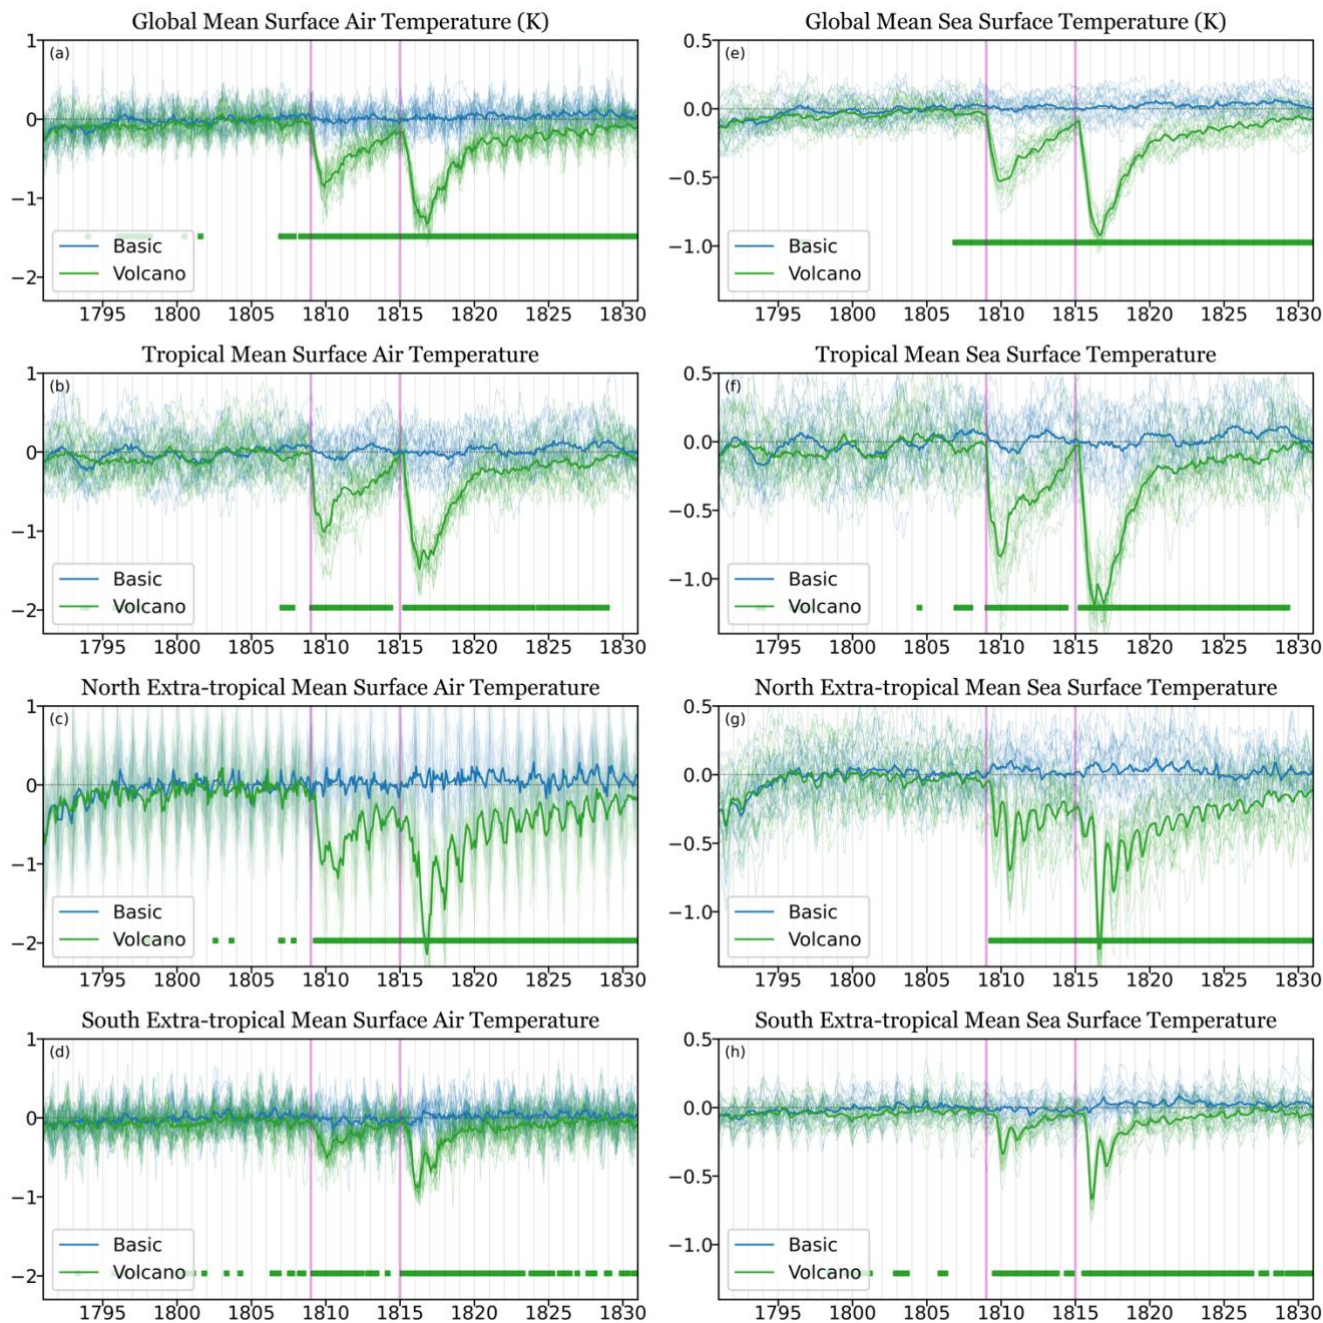 Global Mean Surface Air Temperature (K)
(a)
1
0
−1
−2
Basic
Volcano
1795 1800 1805 1810 1815 1820 1825 1830
Global Mean Sea Surface Temperature (K)
(e)
0.5
0.0
−0.5
−1.0
Basic
Volcano
1795 1800 1805 1810 1815 1820 1825 1830
Tropical Mean Surface Air Temperature
(b)
1
0
−1
−2
Basic
Volcano
1795 1800 1805 1810 1815 1820 1825 1830
Tropical Mean Sea Surface Temperature
(f)
0.5
0.0
−0.5
−1.0
Basic
Volcano
1795 1800 1805 1810 1815 1820 1825 1830
North Extra-tropical Mean Surface Air Temperature
(c)
1
0
−1
−2
Basic
Volcano
1795 1800 1805 1810 1815 1820 1825 1830
North Extra-tropical Mean Sea Surface Temperature
(g)
0.5
0.0
−0.5
−1.0
Basic
Volcano
1795 1800 1805 1810 1815 1820 1825 1830
South Extra-tropical Mean Surface Air Temperature
(d)
1
0
−1
−2
Basic
Volcano
1795 1800 1805 1810 1815 1820 1825 1830
South Extra-tropical Mean Sea Surface Temperature
(h)
0.5
0.0
−0.5
−1.0
Basic
Volcano
1795 1800 1805 1810 1815 1820 1825 1830